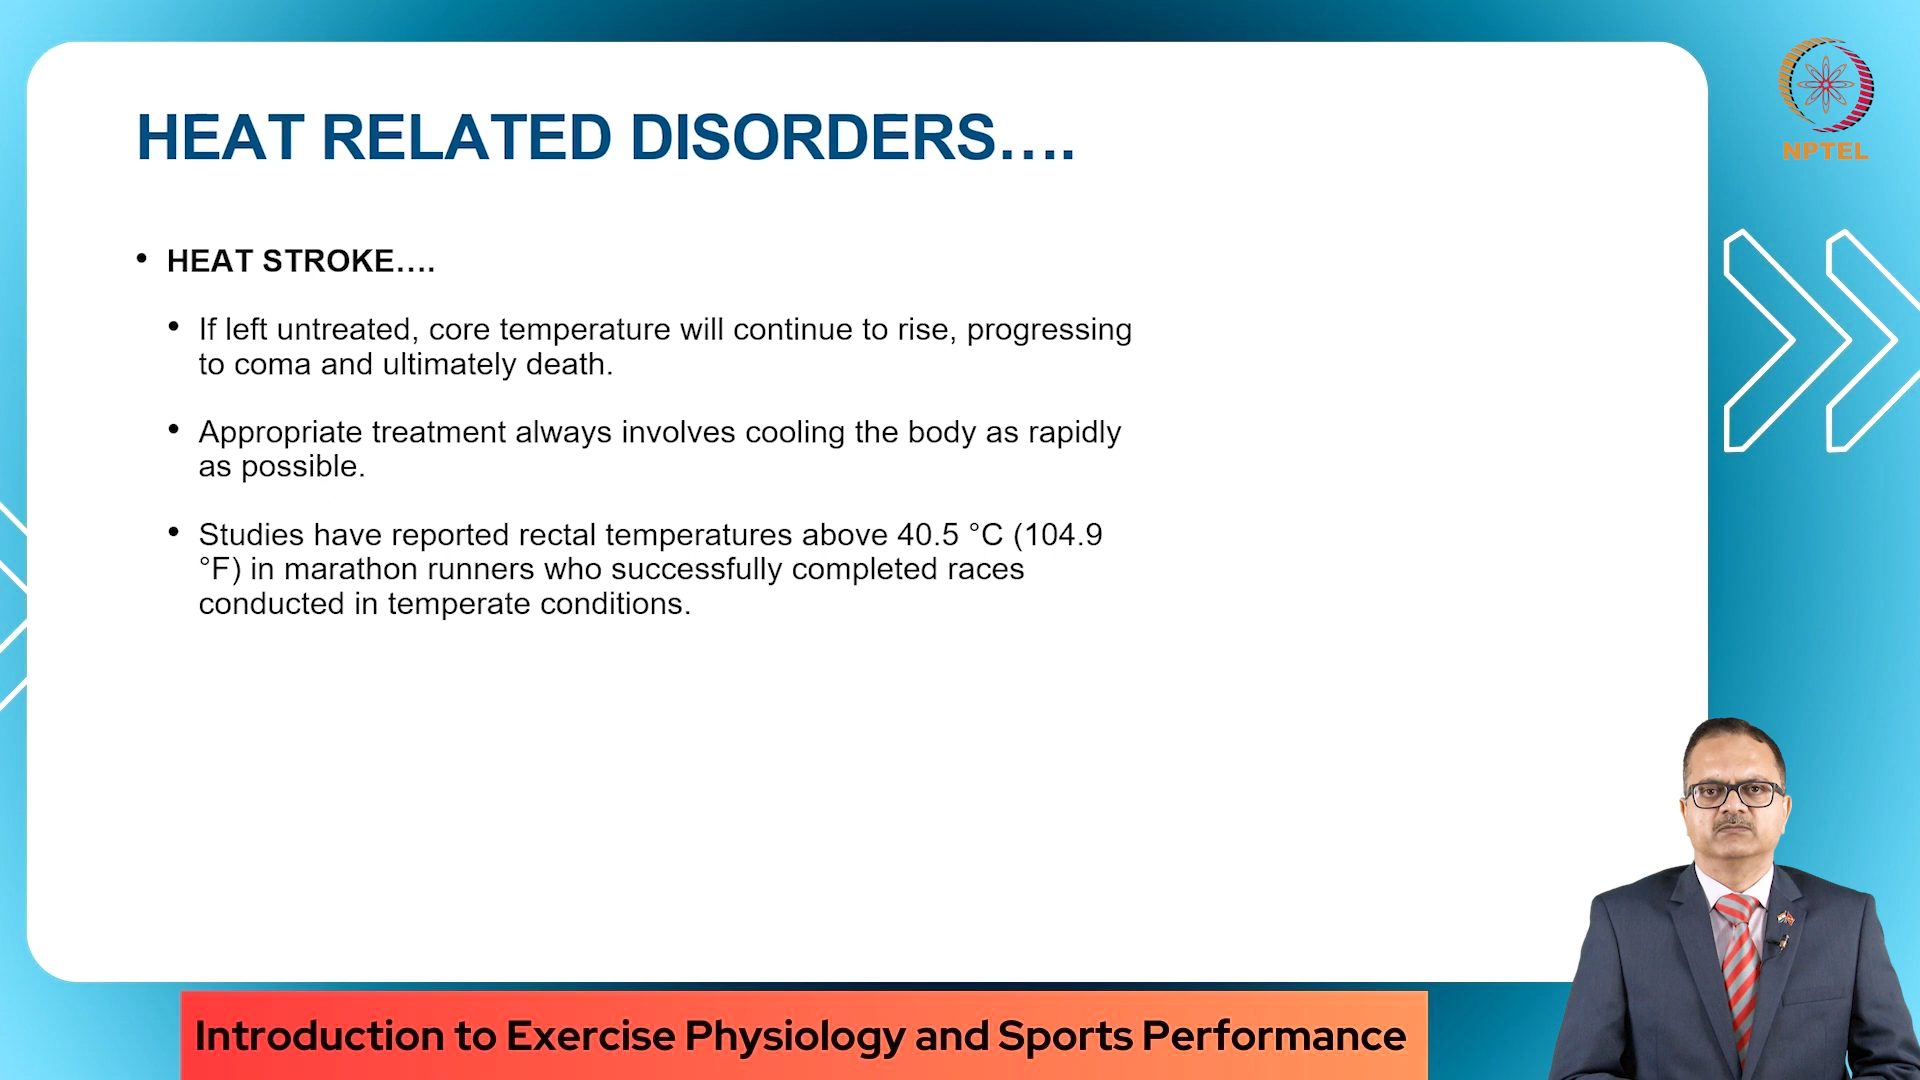 HEAT RELATED DISORDERS....
NPTEL
• HEAT STROKE....
• If left untreated, core temperature will continue to rise, progressing
to coma and ultimately death.
• Appropriate treatment always involves cooling the body as rapidly
as possible.
• Studies have reported rectal temperatures above 40.5 °C (104.9
°F) in marathon runners who successfully completed races
conducted in temperate conditions.
Introduction to Exercise Physiology and Sports Performance